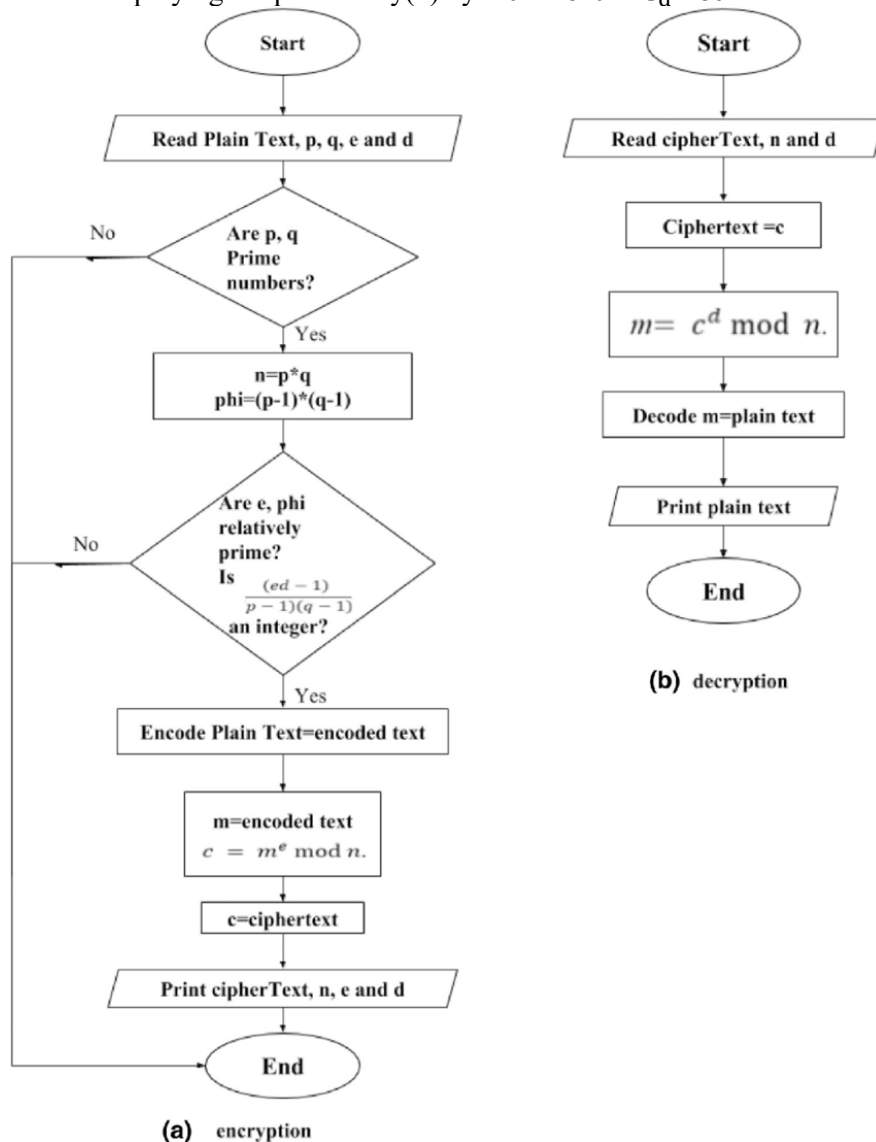 Start
Read Plain Text, p, q, e and d
No
Are p, q
Prime
numbers?
Yes
n=p*q
phi=(p-1)*(q-1)
Are e, phi
relatively
prime?
Is
(ed − 1)
p − 1)(q − 1)
an integer?
No
Yes
Encode Plain Text=encoded text
m=encoded text
c = m^e mod n.
c=ciphertext
Print cipherText, n, e and d
End
(a) encryption
Start
Read cipherText, n and d
Ciphertext =c
m= c^d mod n.
Decode m=plain text
Print plain text
End
(b) decryption